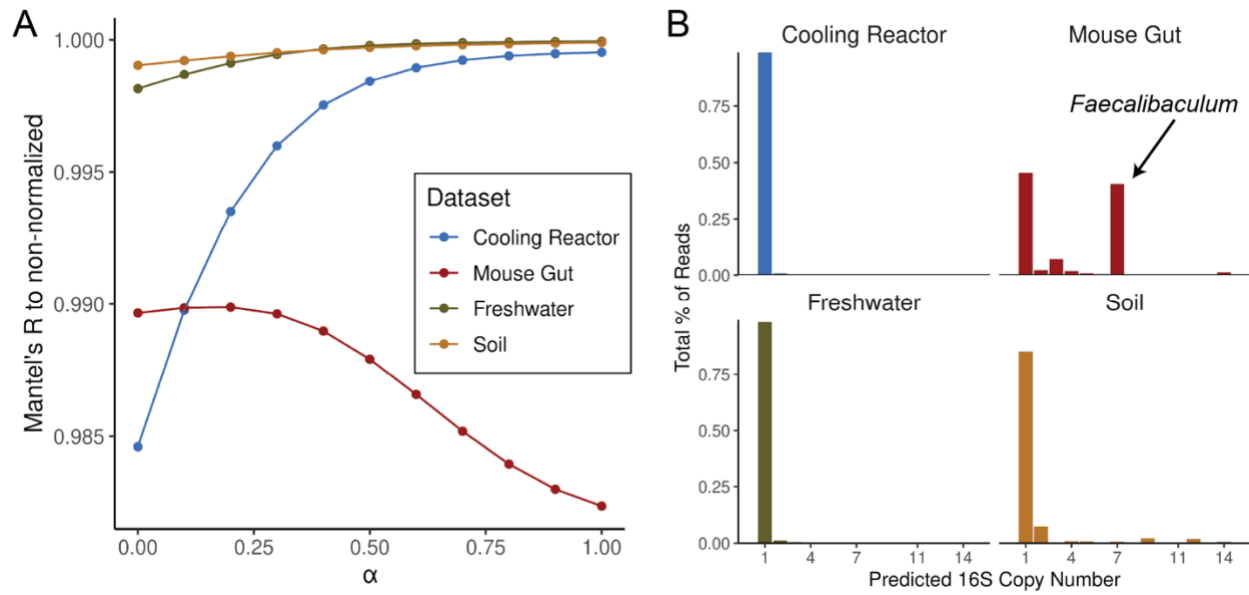 A
Mantel's R to non-normalized
1.000
0.995
0.990
0.985
0.00
0.25
0.50
0.75
1.00
α
Dataset
Cooling Reactor
Mouse Gut
Freshwater
Soil
B
Total % of Reads
Cooling Reactor
Mouse Gut
Faecalibaculum
0.75
0.50
0.25
0.00
Freshwater
Soil
0.75
0.50
0.25
0.00
1
4
7
11
14
1
4
7
11
14
Predicted 16S Copy Number